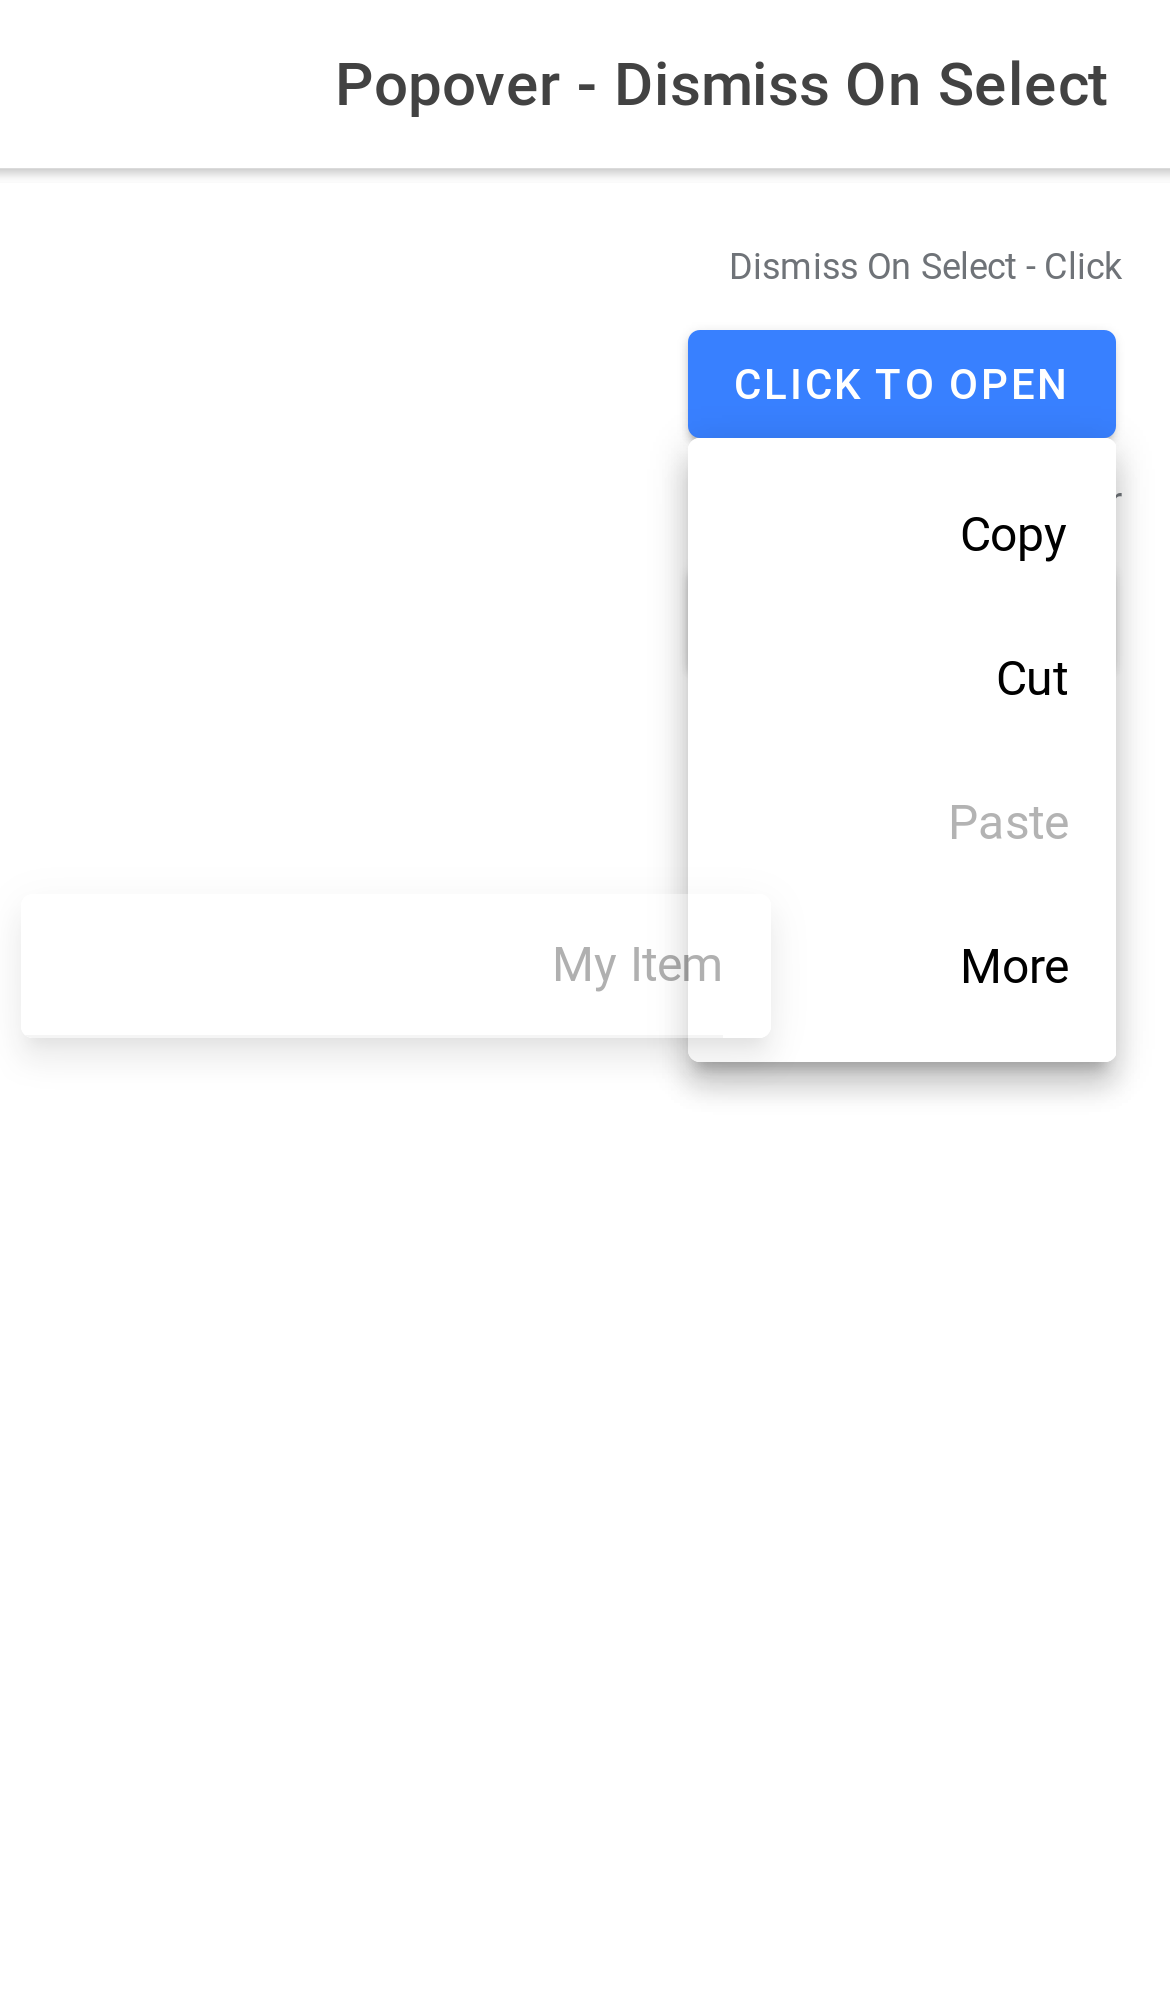 Popover - Dismiss On Select
Dismiss On Select - Click
CLICK TO OPEN
Copy
Cut
Paste
My Item
More